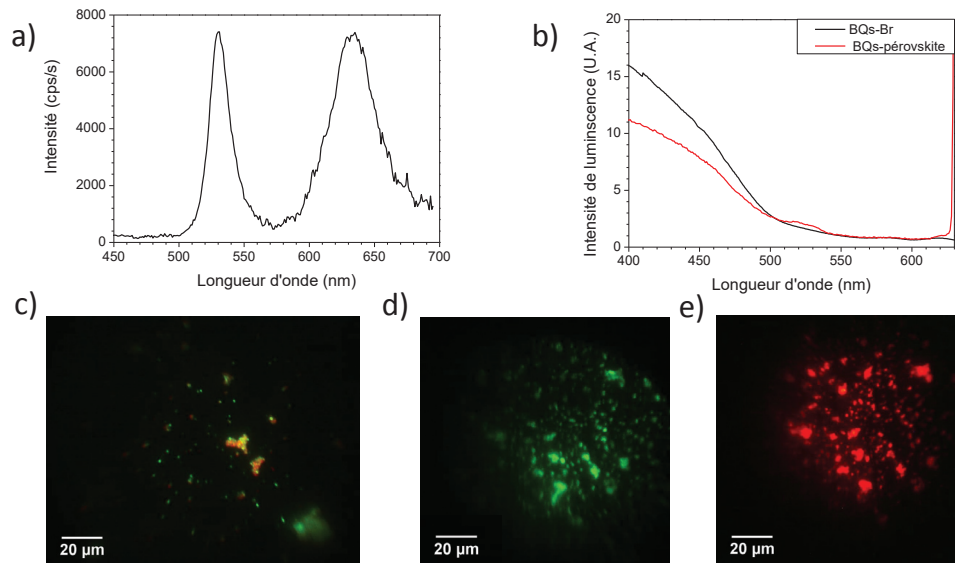 a)
Intensité (cps/s)
8000
6000
4000
2000
0
450 500 550 600 650 700
Longueur d'onde (nm)
b)
Intensité de luminscence (U.A.)
20
15
10
5
0
400 450 500 550 600
Longueur d'onde (nm)
BQs-Br
BQs-pérovskite
c)
20 µm
d)
20 µm
e)
20 µm